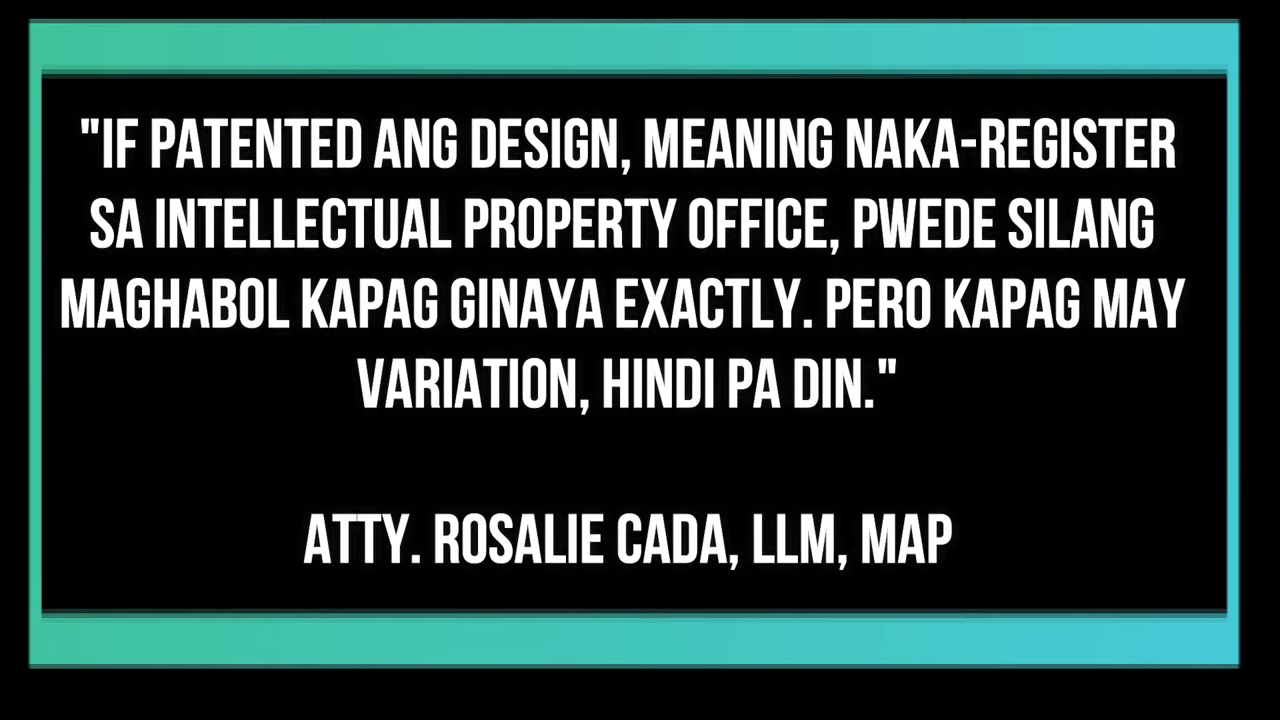 "IF PATENTED ANG DESIGN, MEANING NAKA-REGISTER
SA INTELLECTUAL PROPERTY OFFICE, PWEDE SILANG
MAGHABOL KAPAG GINAYA EXACTLY. PERO KAPAG MAY
VARIATION, HINDI PA DIN."
ATTY. ROSALIE CADA, LLM, MAP